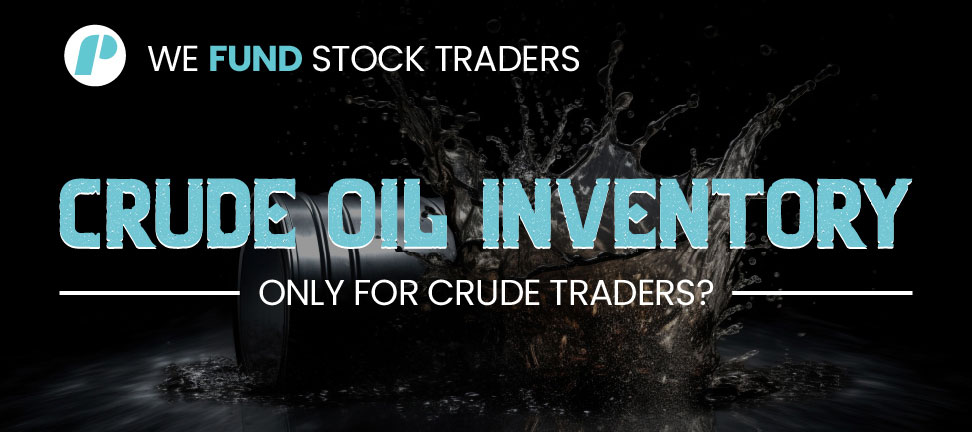 P
WE FUND STOCK TRADERS
CRUDE OIL INVENTORY
ONLY FOR CRUDE TRADERS?